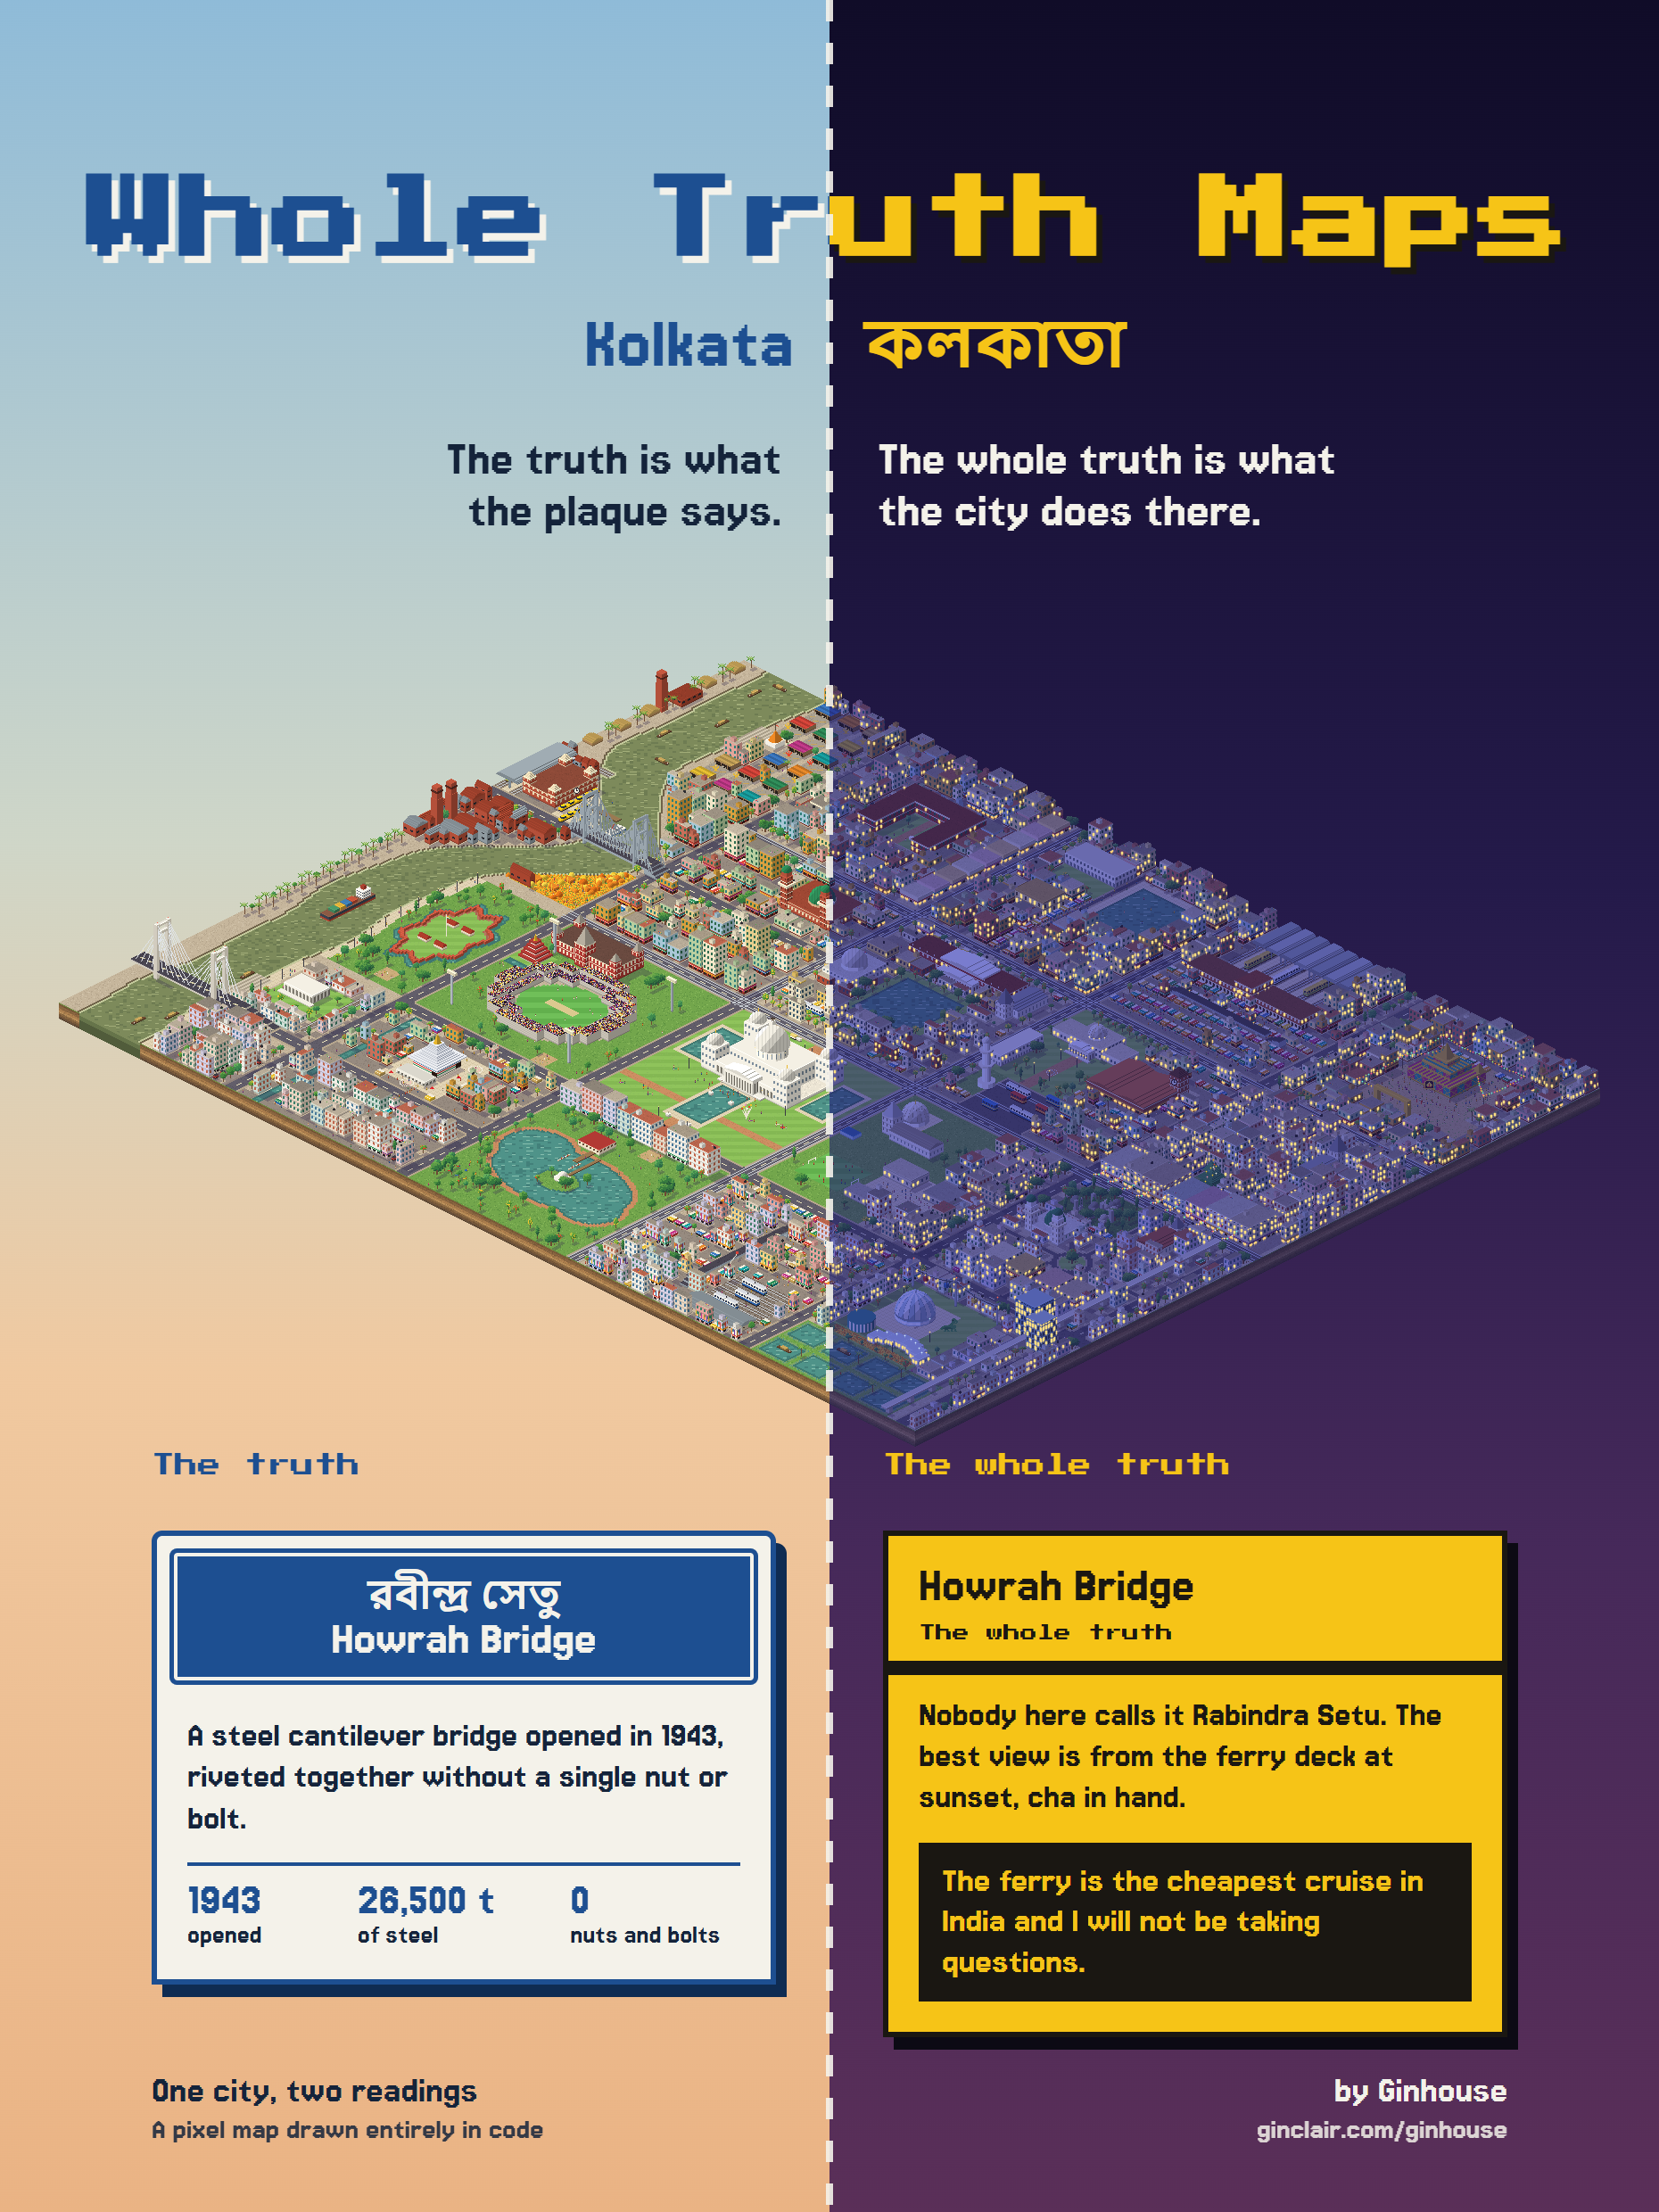 Whole Truth Maps
Kolkata কলকাতা
The truth is what
the plaque says.
The whole truth is what
the city does there.
The truth
রবীন্দ্র সেতু
Howrah Bridge
A steel cantilever bridge opened in 1943,
riveted together without a single nut or
bolt.
1943 26,500 t 0
opened of steel nuts and bolts
The whole truth
Howrah Bridge
The whole truth
Nobody here calls it Rabindra Setu. The
best view is from the ferry deck at
sunset, cha in hand.
The ferry is the cheapest cruise in
India and I will not be taking
questions.
One city, two readings
A pixel map drawn entirely in code
by Ginhouse
ginclair.com/ginhouse